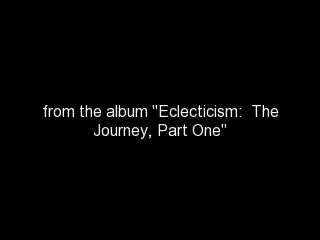 from the album "Eclecticism:  The
Journey, Part One"